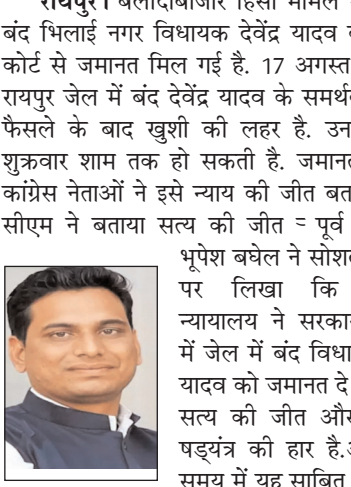 रायपुर। बलौदाबाजार हिंसा मामले
बंद भिलाई नगर विधायक देवेंद्र यादव
कोर्ट से जमानत मिल गई है. 17 अगस्त
रायपुर जेल में बंद देवेंद्र यादव के समर्थ
फैसले के बाद खुशी की लहर है. उन
शुक्रवार शाम तक हो सकती है. जमानत
कांग्रेस नेताओं ने इसे न्याय की जीत बत
सीएम ने बताया सत्य की जीत = पूर्व
भूपेश बघेल ने सोश
पर लिखा कि
न्यायालय ने सरका
में जेल में बंद विधा
यादव को जमानत दे
सत्य की जीत और
षड्यंत्र की हार है.
समय में यह साबित